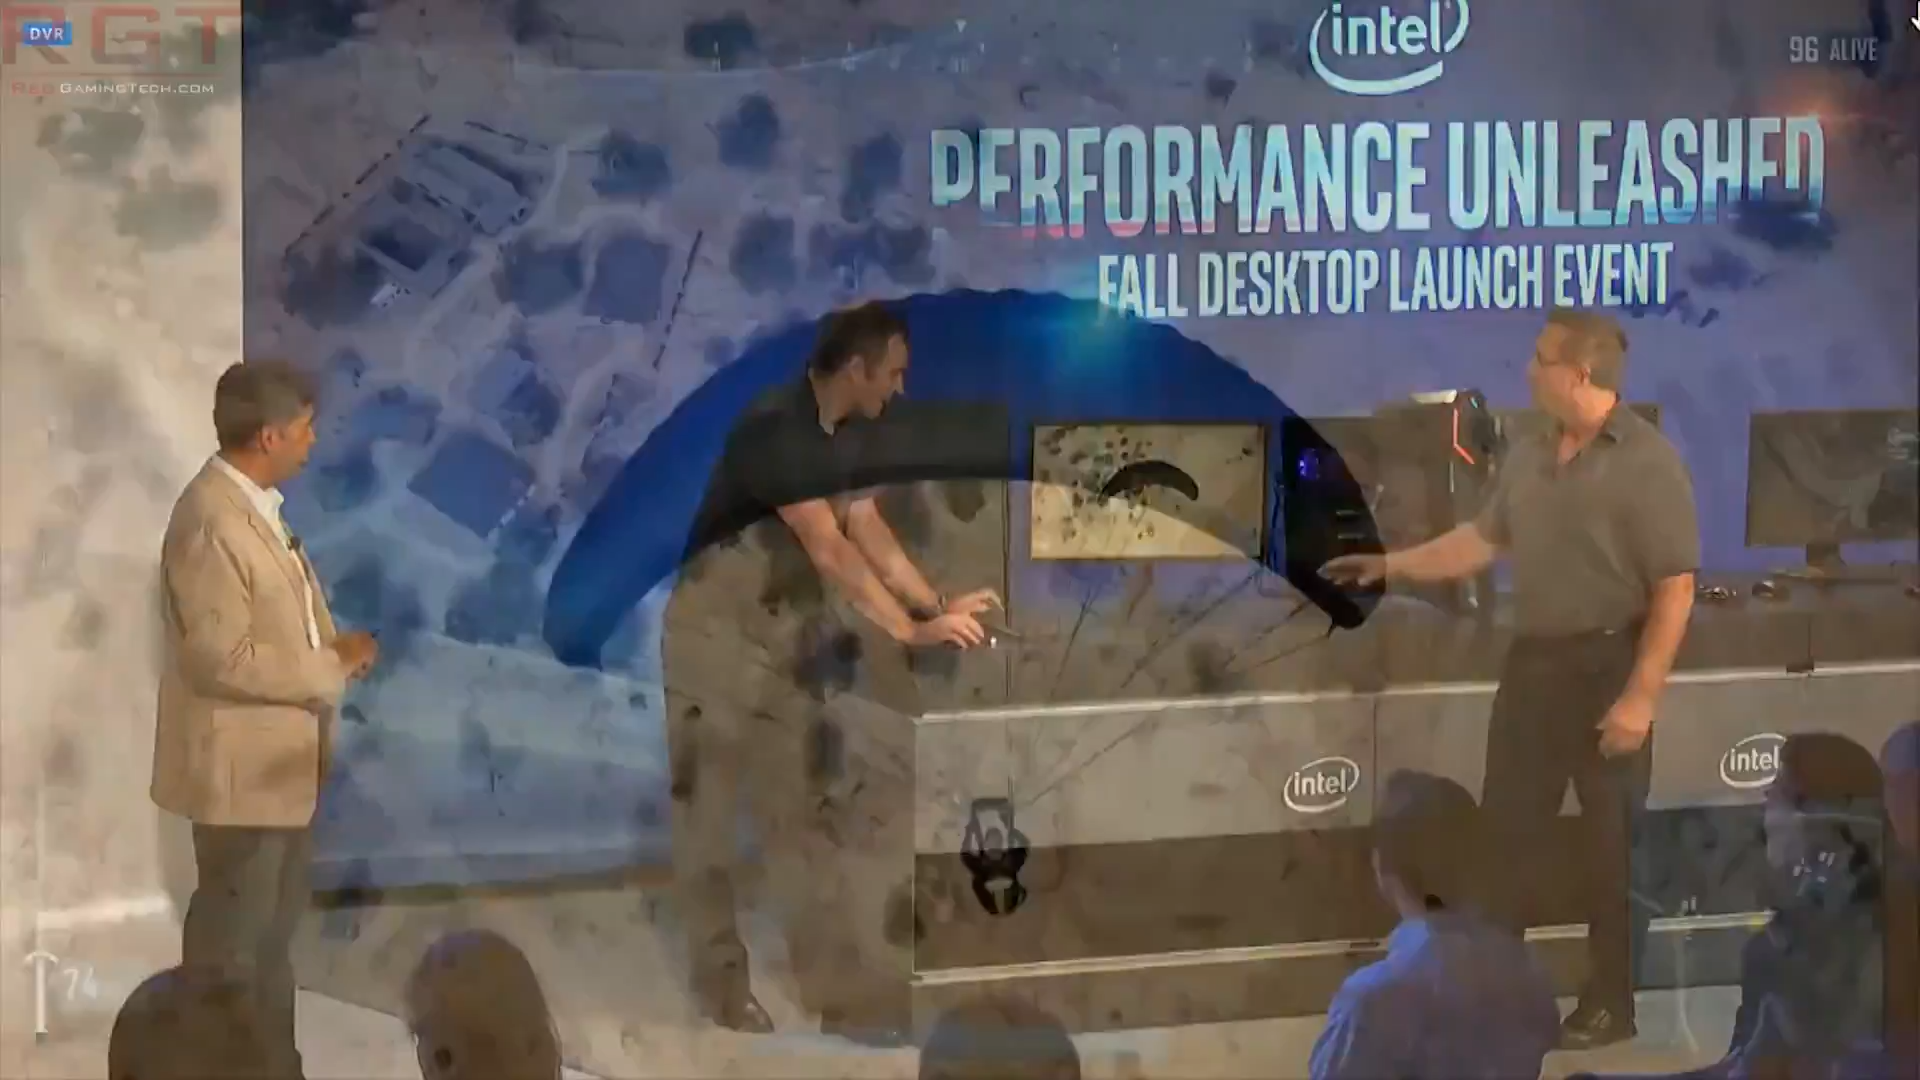 RGT
DVR
REDGAMINGTECH.COM
intel
96 ALIVE
PERFORMANCE UNLEASHED
FALL DESKTOP LAUNCH EVENT
intel
intel
74